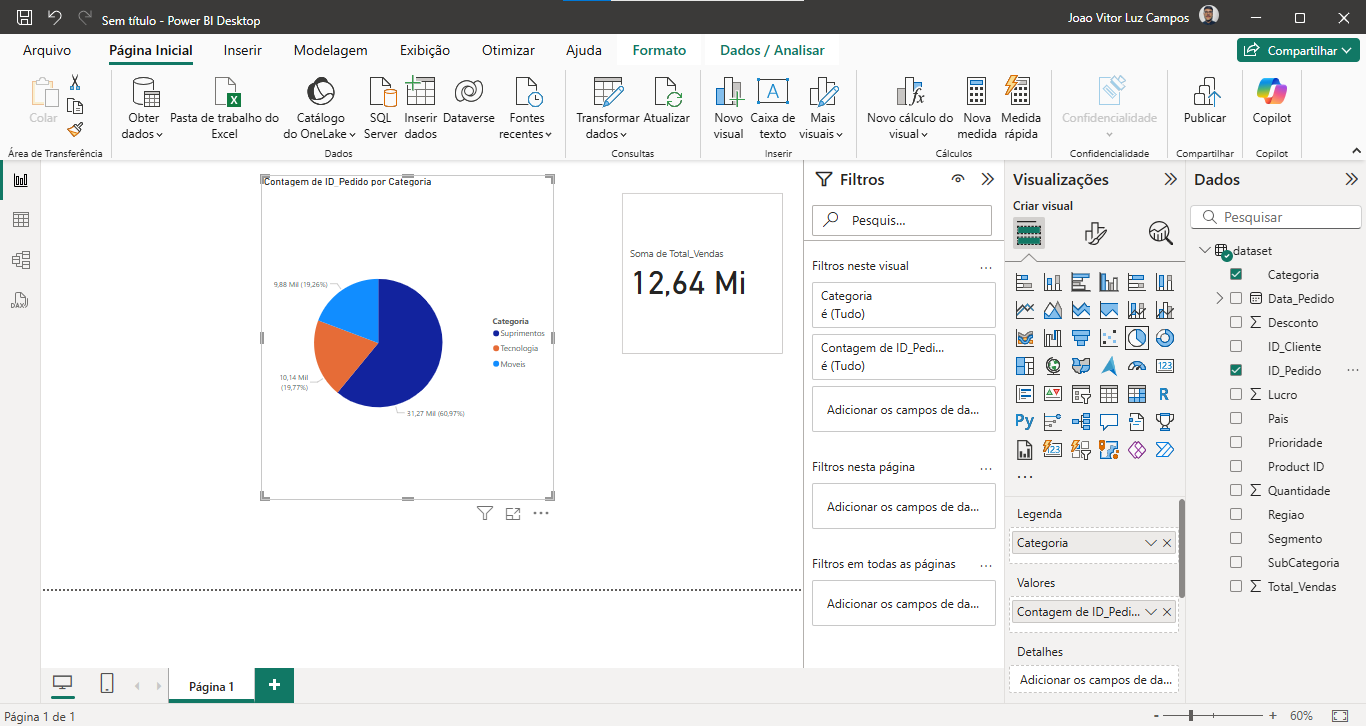 Sem título - Power BI Desktop
Joao Vitor Luz Campos
Arquivo
Página Inicial
Inserir
Modelagem
Exibição
Otimizar
Ajuda
Formato
Dados / Analisar
Compartilhar
Colar
Área de Transferência
Obter
dados
Pasta de trabalho do
Excel
Catálogo
do OneLake
SQL
Server
Inserir
dados
Dataverse
Fontes
recentes
Dados
Transformar
dados
Atualizar
Consultas
Novo
visual
Caixa de
texto
Mais
visuais
Inserir
Novo cálculo do
visual
Nova
medida
Medida
rápida
Cálculos
Confidencialidade
Confidencialidade
Publicar
Compartilhar
Copilot
Copilot
DAX
Contagem de ID_Pedido por Categoria
9,88 Mil (19,26%)
10,14 Mil
(19,77%)
31,27 Mil (60,97%)
Categoria
Suprimentos
Tecnologia
Moveis
Soma de Total_Vendas
12,64 Mi
Filtros
Pesquis...
Filtros neste visual
...
Categoria
é (Tudo)
Contagem de ID_Pedi...
é (Tudo)
Adicionar os campos de da...
Filtros nesta página
...
Adicionar os campos de da...
Filtros em todas as páginas
...
Adicionar os campos de da...
Visualizações
Criar visual
123
R
Py
123
...
Legenda
Categoria
Valores
Contagem de ID_Pedi...
Detalhes
Adicionar os campos de da...
Dados
Pesquisar
dataset
Categoria
Data_Pedido
Σ Desconto
ID_Cliente
ID_Pedido
...
Σ Lucro
Pais
Prioridade
Product ID
Σ Quantidade
Regiao
Segmento
SubCategoria
Σ Total_Vendas
Página 1
+
Página 1 de 1
- + 60%